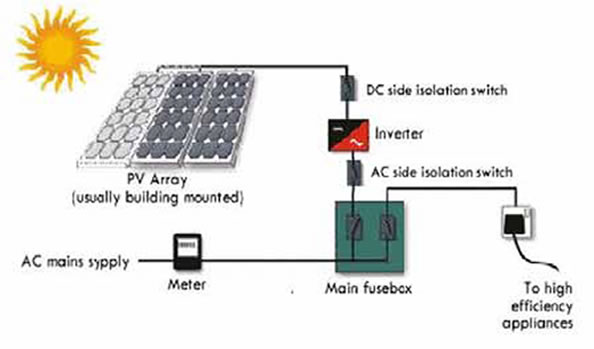 DC side isolation switch
Inverter
AC side isolation switch
PV Array
(usually building mounted)
AC mains sypply
Meter
Main fusebox
To high
efficiency
appliances